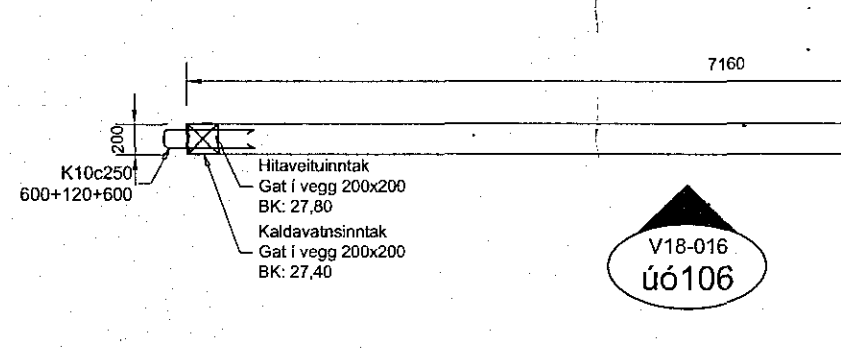 7160
200
K10c250
600+120+600
Hitaveituinntak
Gat í vegg 200x200
BK: 27,80
Kaldavatnsinntak
Gat í vegg 200x200
BK: 27,40
V18-016
úó106